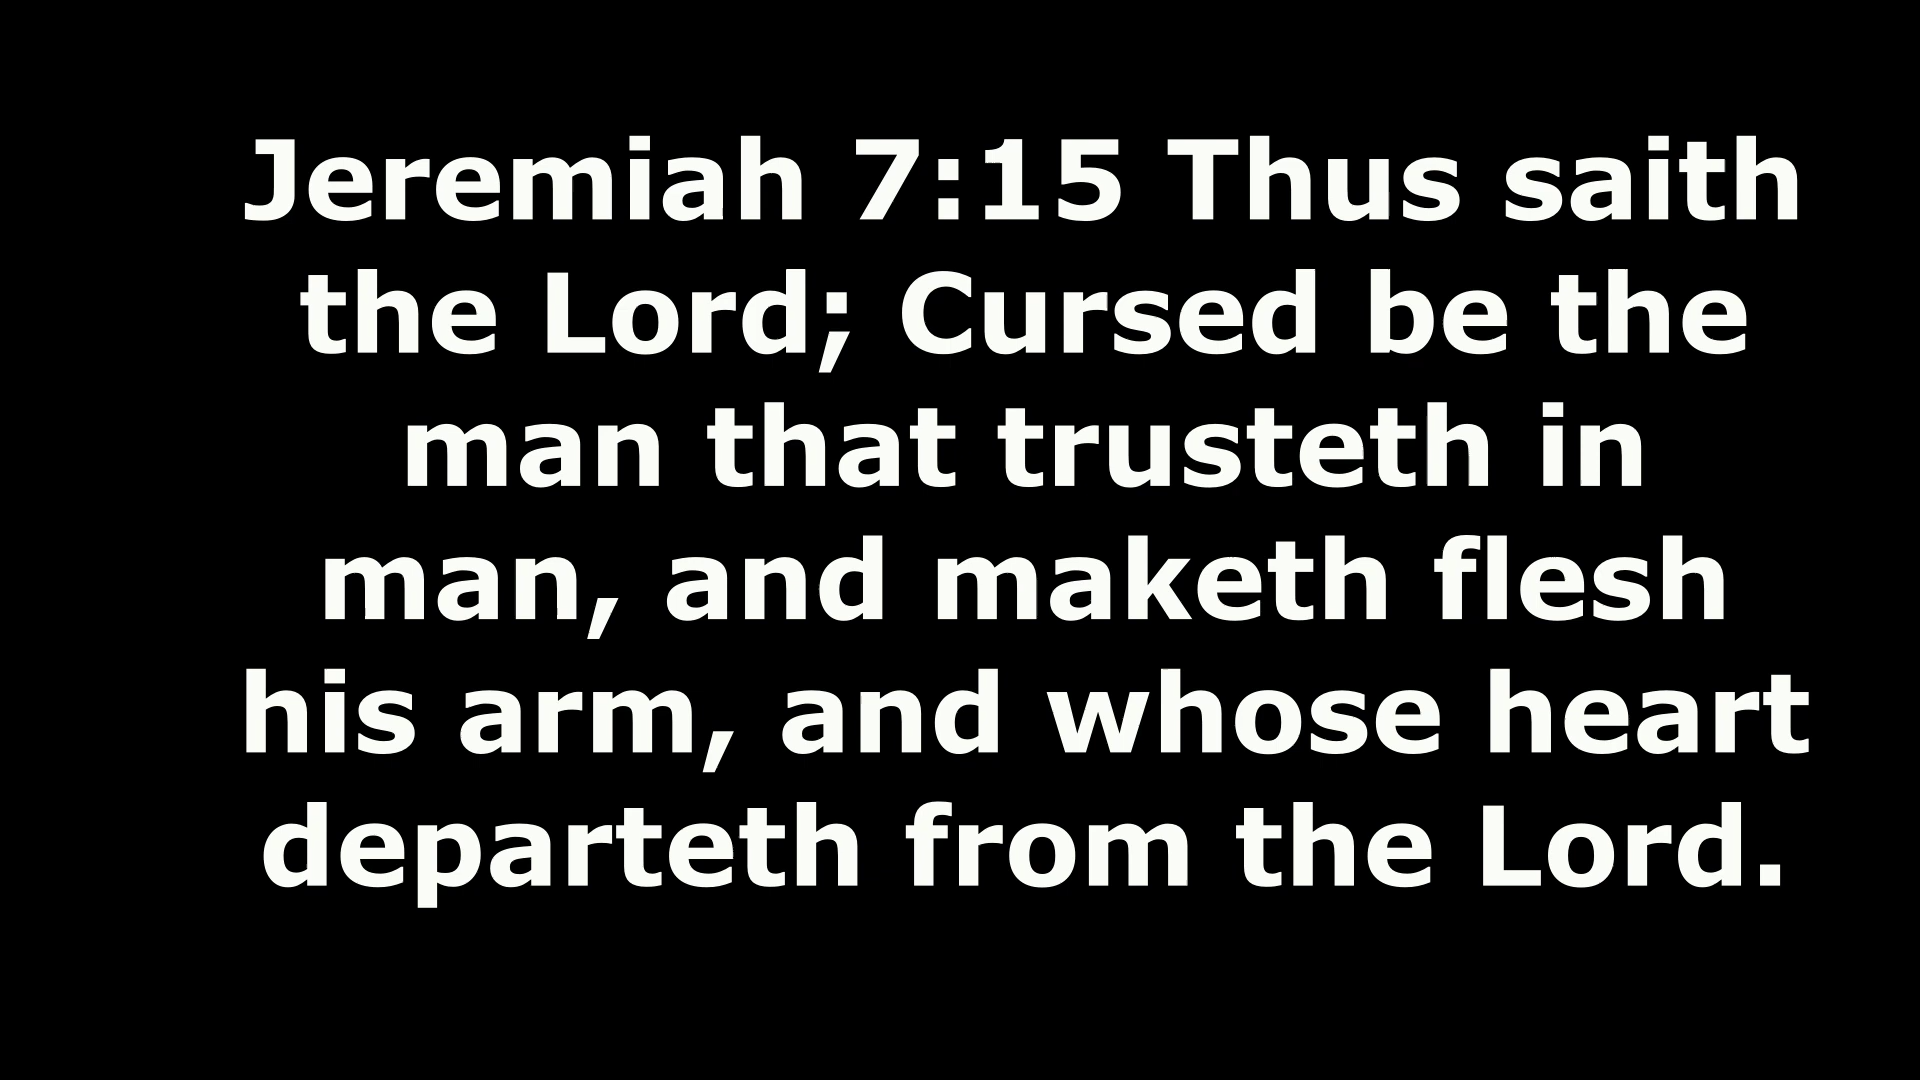 Jeremiah 7:15 Thus saith
the Lord; Cursed be the
man that trusteth in
man, and maketh flesh
his arm, and whose heart
departeth from the Lord.